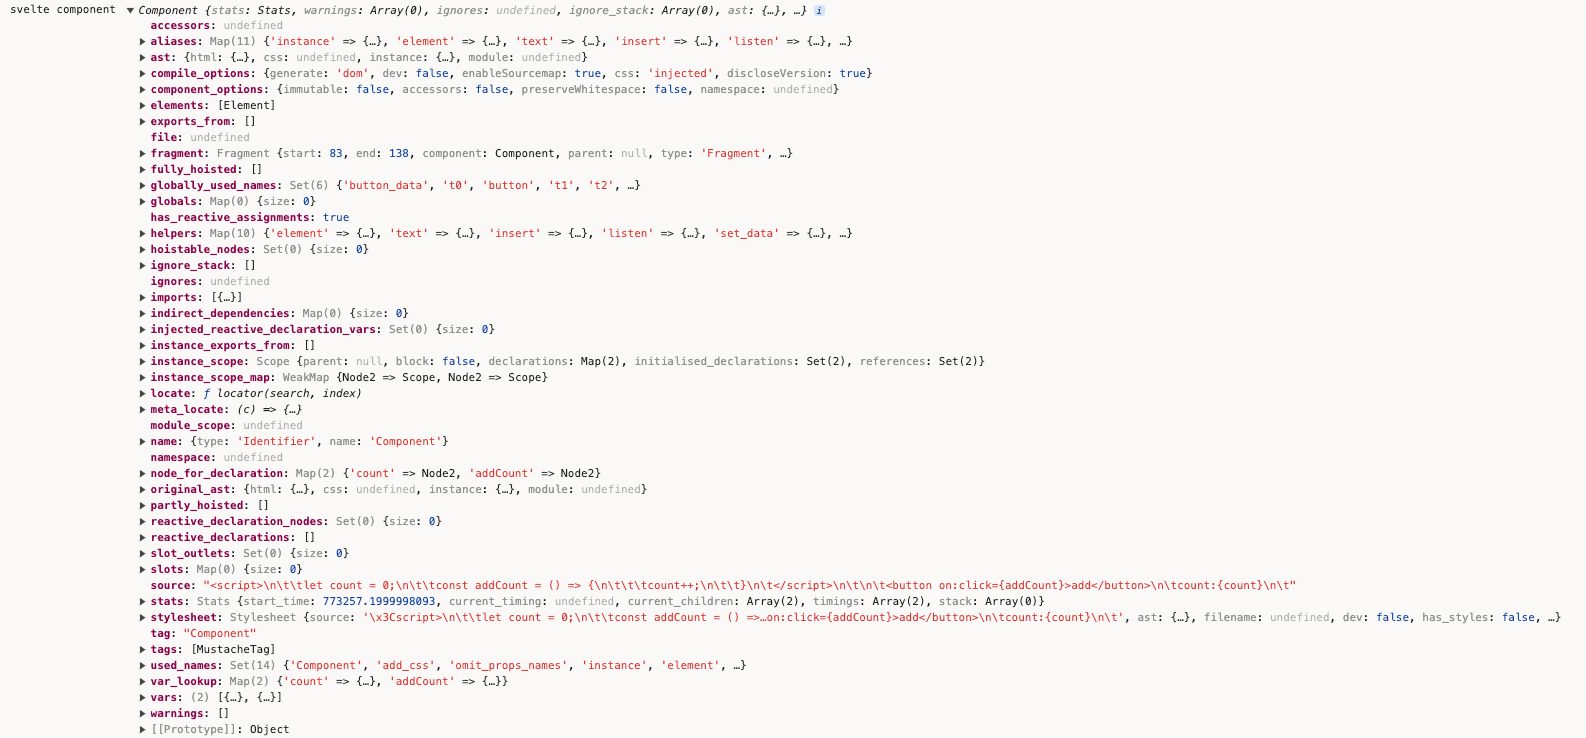 svelte component ▼ Component {stats: Stats, warnings: Array(0), ignores: undefined, ignore_stack: Array(0), ast: {…}, …} i
accessors: undefined
▶ aliases: Map(11) {'instance' => {…}, 'element' => {…}, 'text' => {…}, 'insert' => {…}, 'listen' => {…}, …}
▶ ast: {html: {…}, css: undefined, instance: {…}, module: undefined}
▶ compile_options: {generate: 'dom', dev: false, enableSourcemap: true, css: 'injected', discloseVersion: true}
▶ component_options: {immutable: false, accessors: false, preserveWhitespace: false, namespace: undefined}
▶ elements: [Element]
▶ exports_from: []
file: undefined
▶ fragment: Fragment {start: 83, end: 138, component: Component, parent: null, type: 'Fragment', …}
▶ fully_hoisted: []
▶ globally_used_names: Set(6) {'button_data', 't0', 'button', 't1', 't2', …}
▶ globals: Map(0) {size: 0}
has_reactive_assignments: true
▶ helpers: Map(10) {'element' => {…}, 'text' => {…}, 'insert' => {…}, 'listen' => {…}, 'set_data' => {…}, …}
▶ hoistable_nodes: Set(0) {size: 0}
▶ ignore_stack: []
ignores: undefined
▶ imports: [{…}]
▶ indirect_dependencies: Map(0) {size: 0}
▶ injected_reactive_declaration_vars: Set(0) {size: 0}
▶ instance_exports_from: []
▶ instance_scope: Scope {parent: null, block: false, declarations: Map(2), initialised_declarations: Set(2), references: Set(2)}
▶ instance_scope_map: WeakMap {Node2 => Scope, Node2 => Scope}
▶ locate: ƒ locator(search, index)
▶ meta_locate: (c) => {…}
module_scope: undefined
▶ name: {type: 'Identifier', name: 'Component'}
namespace: undefined
▶ node_for_declaration: Map(2) {'count' => Node2, 'addCount' => Node2}
▶ original_ast: {html: {…}, css: undefined, instance: {…}, module: undefined}
▶ partly_hoisted: []
▶ reactive_declaration_nodes: Set(0) {size: 0}
▶ reactive_declarations: []
▶ slot_outlets: Set(0) {size: 0}
▶ slots: Map(0) {size: 0}
source: "<script>\n\t\tlet count = 0;\n\t\tconst addCount = () => {\n\t\t\tcount++;\n\t\t}\n\t</script>\n\t\n\t<button on:click={addCount}>add</button>\n\tcount:{count}\n\t"
▶ stats: Stats {start_time: 773257.1999998093, current_timing: undefined, current_children: Array(2), timings: Array(2), stack: Array(0)}
▶ stylesheet: Stylesheet {source: '\x3Cscript>\n\t\tlet count = 0;\n\t\tconst addCount = () =>…on:click={addCount}>add</button>\n\tcount:{count}\n\t', ast: {…}, filename: undefined, dev: false, has_styles: false, …}
tag: "Component"
▶ tags: [MustacheTag]
▶ used_names: Set(14) {'Component', 'add_css', 'omit_props_names', 'instance', 'element', …}
▶ var_lookup: Map(2) {'count' => {…}, 'addCount' => {…}}
▶ vars: (2) [{…}, {…}]
▶ warnings: []
▶ [[Prototype]]: Object